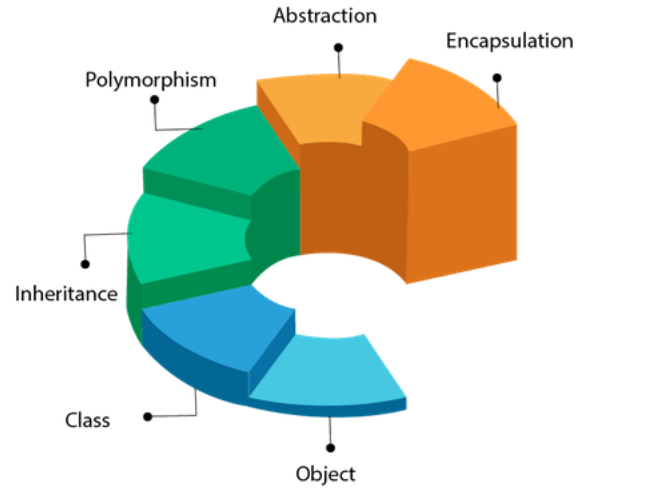 Abstraction
Encapsulation
Polymorphism
Inheritance
Class
Object